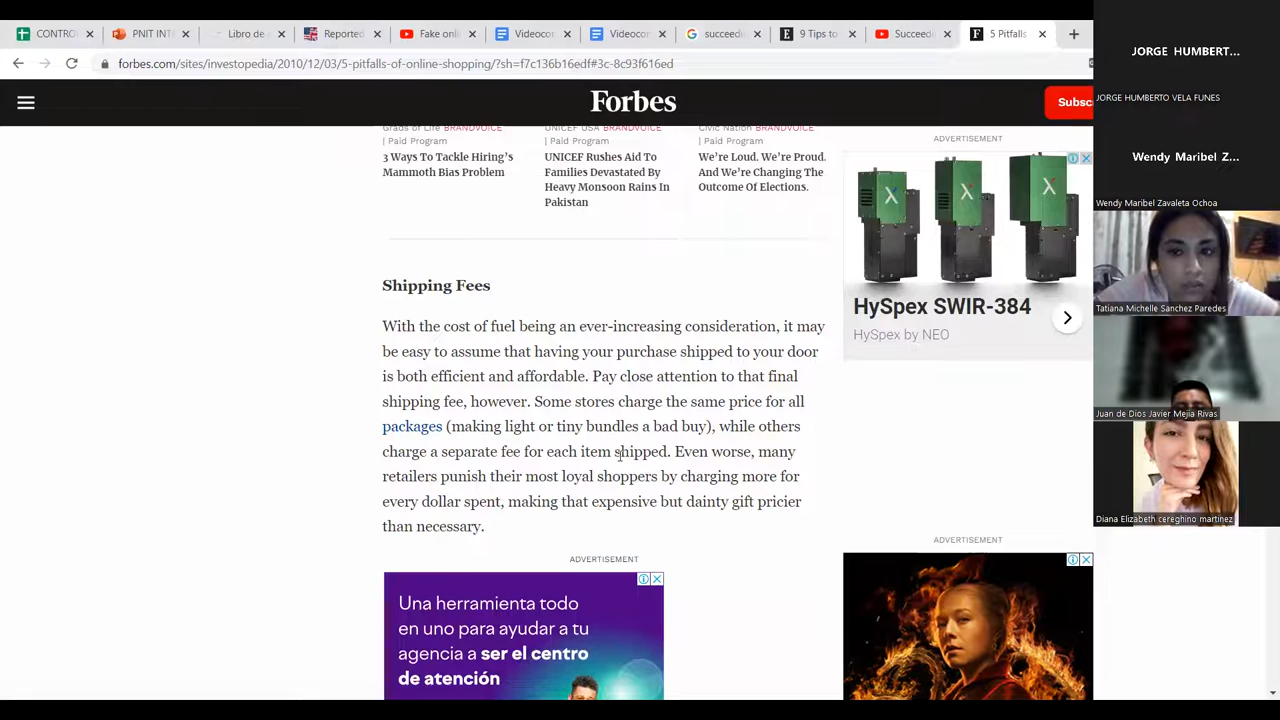 CONTRO
PNIT INT
Libro de
Reported
Fake onli
Videocon
Videocon
succeedi
9 Tips to
Succeed
5 Pitfalls
forbes.com/sites/investopedia/2010/12/03/5-pitfalls-of-online-shopping/?sh=f7c136b16edf#3c-8c93f616ed
Forbes
Subsc
Grads of Life BRANDVOICE
| Paid Program
3 Ways To Tackle Hiring's
Mammoth Bias Problem
UNICEF USA BRANDVOICE
| Paid Program
UNICEF Rushes Aid To
Families Devastated By
Heavy Monsoon Rains In
Pakistan
Civic Nation BRANDVOICE
| Paid Program
We're Loud. We're Proud.
And We're Changing The
Outcome Of Elections.
Shipping Fees
With the cost of fuel being an ever-increasing consideration, it may
be easy to assume that having your purchase shipped to your door
is both efficient and affordable. Pay close attention to that final
shipping fee, however. Some stores charge the same price for all
packages (making light or tiny bundles a bad buy), while others
charge a separate fee for each item shipped. Even worse, many
retailers punish their most loyal shoppers by charging more for
every dollar spent, making that expensive but dainty gift pricier
than necessary.
ADVERTISEMENT
Una herramienta todo
en uno para ayudar a tu
agencia a ser el centro
de atención
ADVERTISEMENT
X
X
X
HySpex SWIR-384
HySpex by NEO
ADVERTISEMENT
JORGE HUMBERT...
JORGE HUMBERTO VELA FUNES
Wendy Maribel Z...
Wendy Maribel Zavaleta Ochoa
Tatiana Michelle Sanchez Paredes
Juan de Dios Javier Mejia Rivas
Diana Elizabeth cereghino martinez